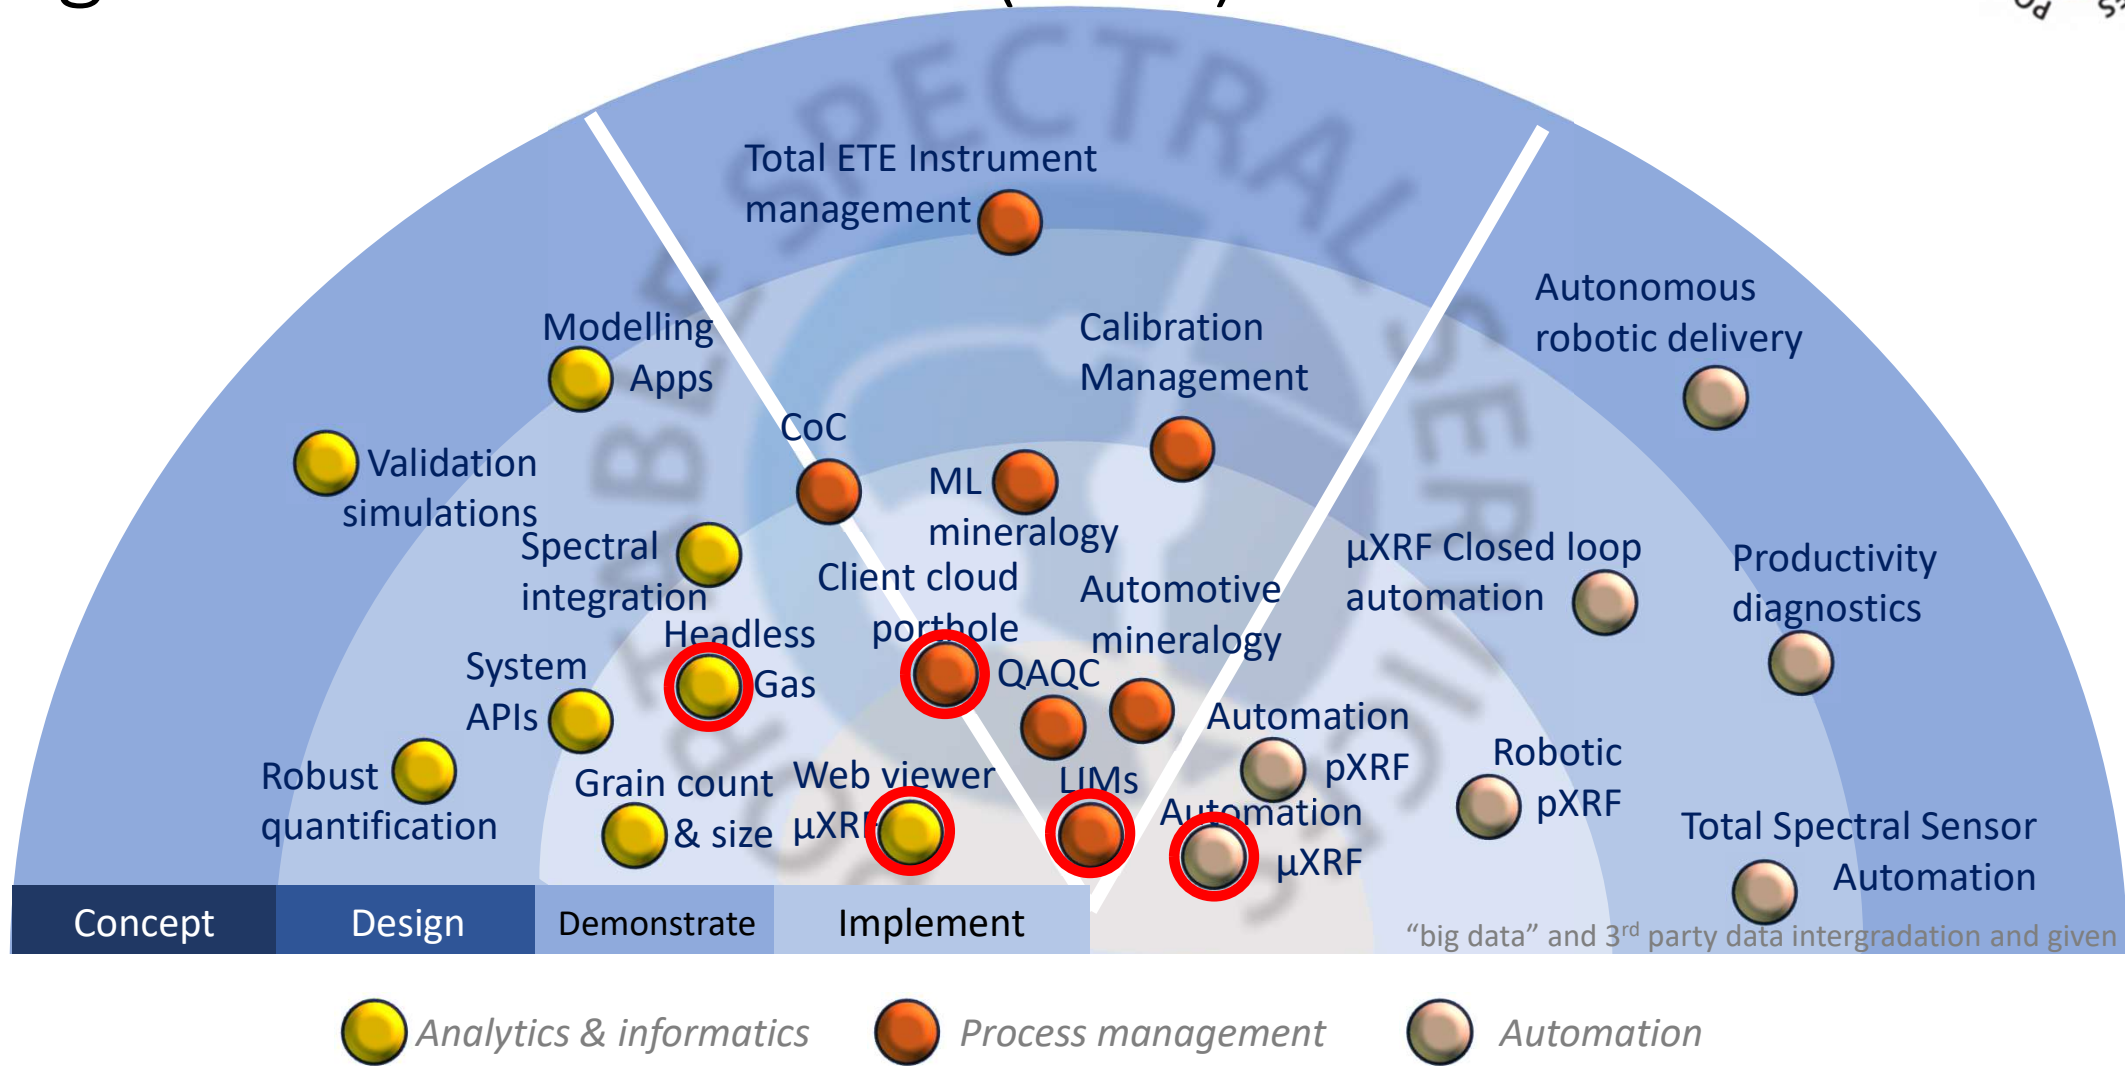 Total ETE Instrument
management
Autonomous
robotic delivery
Modelling
Apps
Calibration
Management
CoC
Validation
simulations
ML
mineralogy
Spectral
integration
µXRF Closed loop
automation
Productivity
diagnostics
Client cloud
porthole
Automotive
mineralogy
Headless
Gas
QAQC
System
APIs
Automation
pXRF
Robotic
pXRF
Robust
quantification
Grain count
& size
Web viewer
µXRF
LIMs
Automation
µXRF
Total Spectral Sensor
Automation
Concept
Design
Demonstrate
Implement
“big data” and 3rd party data intergradation and given
Analytics & informatics
Process management
Automation
PORTABLE SPECTRAL SERVICES